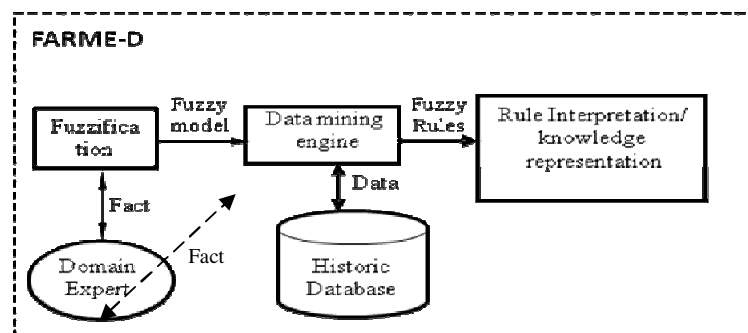 FARME-D
Fuzzifica
tion
Fuzzy
model
Data mining
engine
Fuzzy
Rules
Rule Interpretation/
knowledge
representation
Fact
Data
Fact
Domain
Expert
Historic
Database